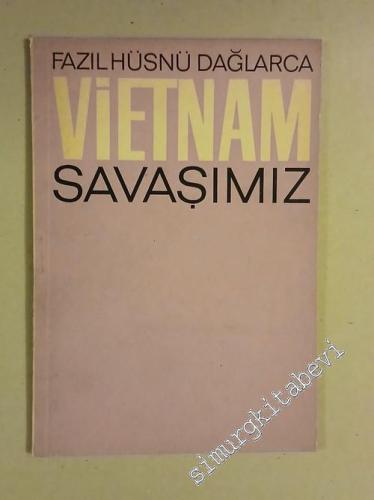 FAZIL HÜSNÜ DAĞLARCA
VİETNAM
SAVAŞIMIZ
simurgkitabevi